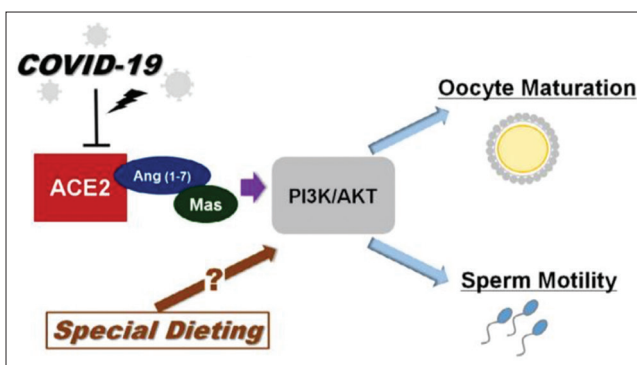 COVID-19
Oocyte Maturation
ACE2
Ang (1-7)
Mas
PI3K/AKT
?
Special Dieting
Sperm Motility